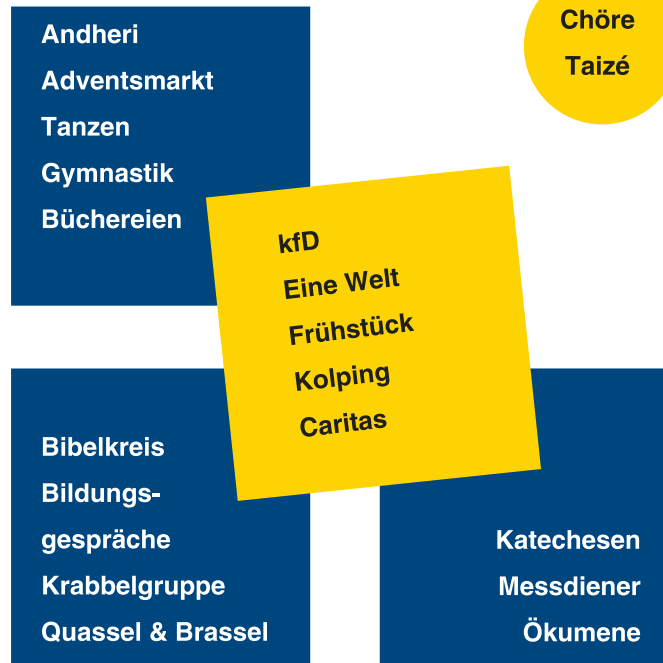 Andheri
Adventsmarkt
Tanzen
Gymnastik
Büchereien
Chöre
Taizé
kfD
Eine Welt
Frühstück
Kolping
Caritas
Bibelkreis
Bildungs-
gespräche
Krabbelgruppe
Quassel & Brassel
Katechesen
Messdiener
Ökumene